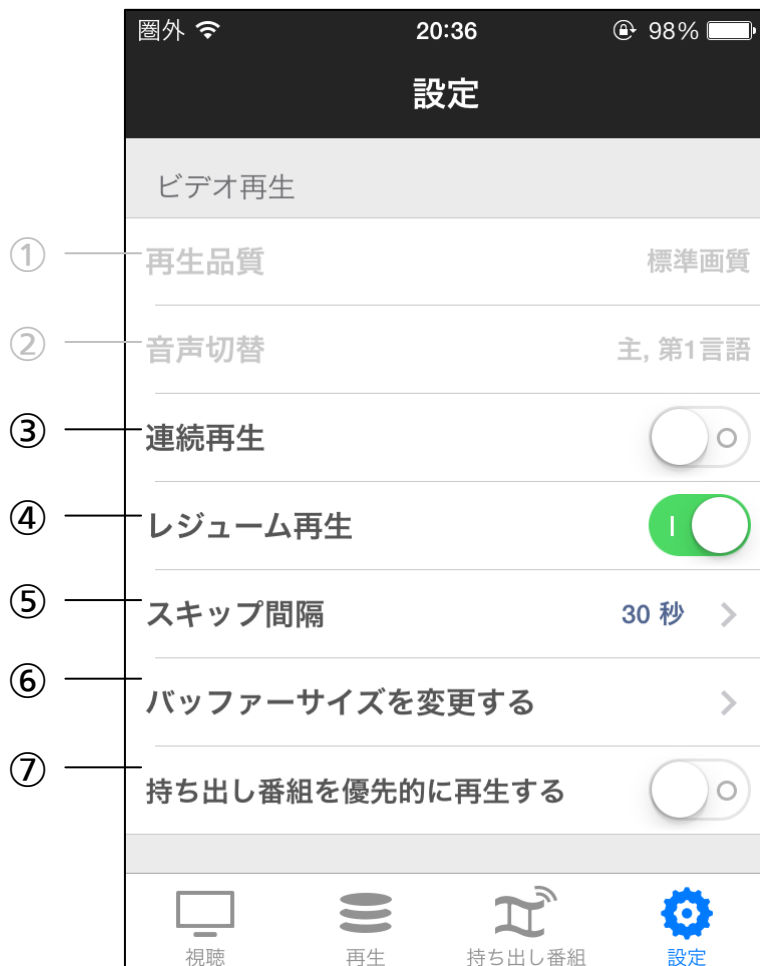 圏外 20:36 98%
設定
ビデオ再生
① 再生品質 標準画質
② 音声切替 主, 第1言語
③ 連続再生
④ レジューム再生
⑤ スキップ間隔 30 秒
⑥ バッファーサイズを変更する
⑦ 持ち出し番組を優先的に再生する
視聴 再生 持ち出し番組 設定